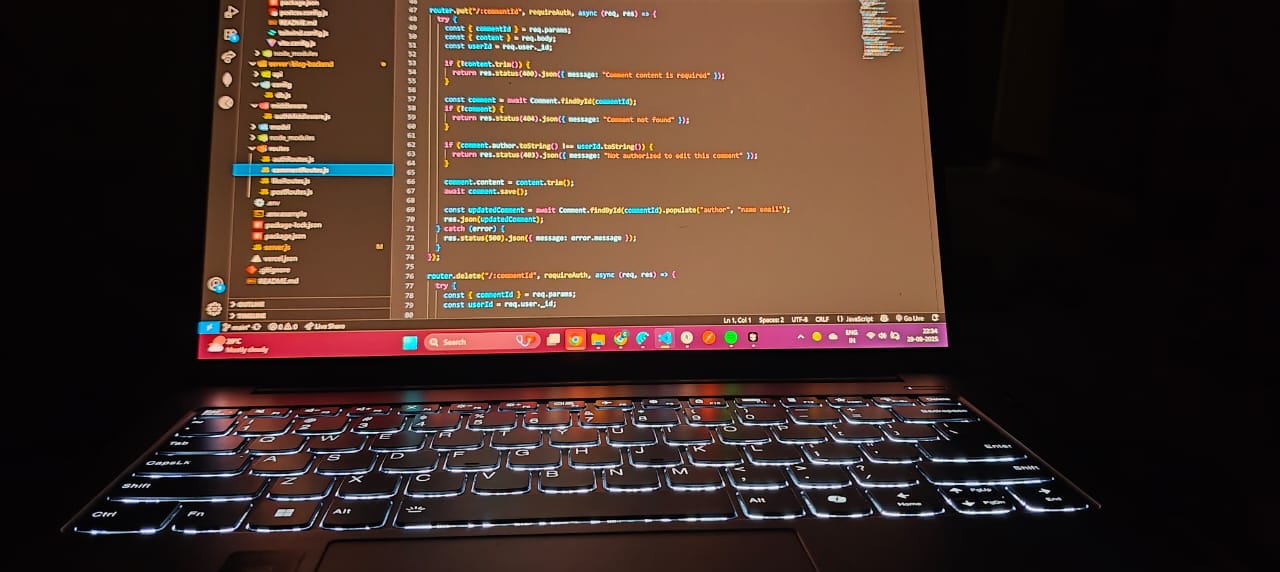 package.json
postcss.config.js
README.md
tailwind.config.js
vite.config.js
node_modules
server\blog-backend
api
config
db.js
middleware
authMiddleware.js
model
node_modules
routes
authRoutes.js
commentRoutes.js
postRoutes.js
.env
.env.example
package-lock.json
package.json
server.js
M
vercel.json
.gitignore
README.md
OUTLINE
TIMELINE
47 router.put("/:commentId", requireAuth, async (req, res) => {
48 try {
49 const { commentId } = req.params;
50 const { content } = req.body;
51 const userId = req.user._id;
52
53 if (!content.trim()) {
54 return res.status(400).json({ message: "Comment content is required" });
55 }
56
57 const comment = await Comment.findById(commentId);
58 if (!comment) {
59 return res.status(404).json({ message: "Comment not found" });
60 }
61
62 if (comment.author.toString() !== userId.toString()) {
63 return res.status(403).json({ message: "Not authorized to edit this comment" });
64 }
65
66 comment.content = content.trim();
67 await comment.save();
68
69 const updatedComment = await Comment.findById(commentId).populate("author", "name email");
70 res.json(updatedComment);
71 } catch (error) {
72 res.status(500).json({ message: error.message });
73 }
74 });
75
76 router.delete("/:commentId", requireAuth, async (req, res) => {
77 try {
78 const { commentId } = req.params;
79 const userId = req.user._id;
80
main* 0 0 Live Share
Ln 1, Col 1 Spaces: 2 UTF-8 CRLF {} JavaScript Go Live
Mostly cloudy
Search
ENG
IN
22:34
29-09-2025
1 2 3 4 5 6 7 8 9 0 - = Backspace
Tab Q W E R T Y U I O P [ ] \
CapsLk A S D F G H J K L ; ' Enter
Shift Z X C V B N M < > ? / Shift
Ctrl Fn Alt Alt Home PgUp PgDn End